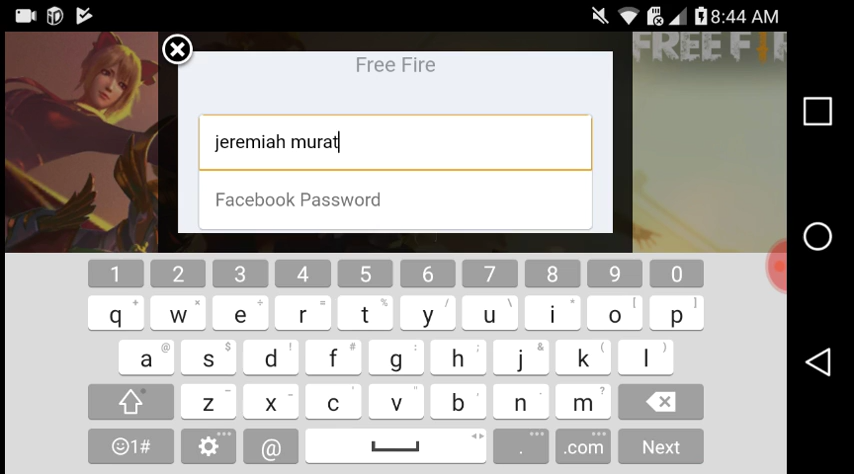 8:44 AM
FREE FIR
Free Fire
jeremiah murat
Facebook Password
1 2 3 4 5 6 7 8 9 0
q + w × e ÷ r = t % y / u \ i * o [ p ]
a @ s $ d ! f # g : h ; j & k ( l )
z – x _ c ' v " b , n . m ?
1# @ . .com Next